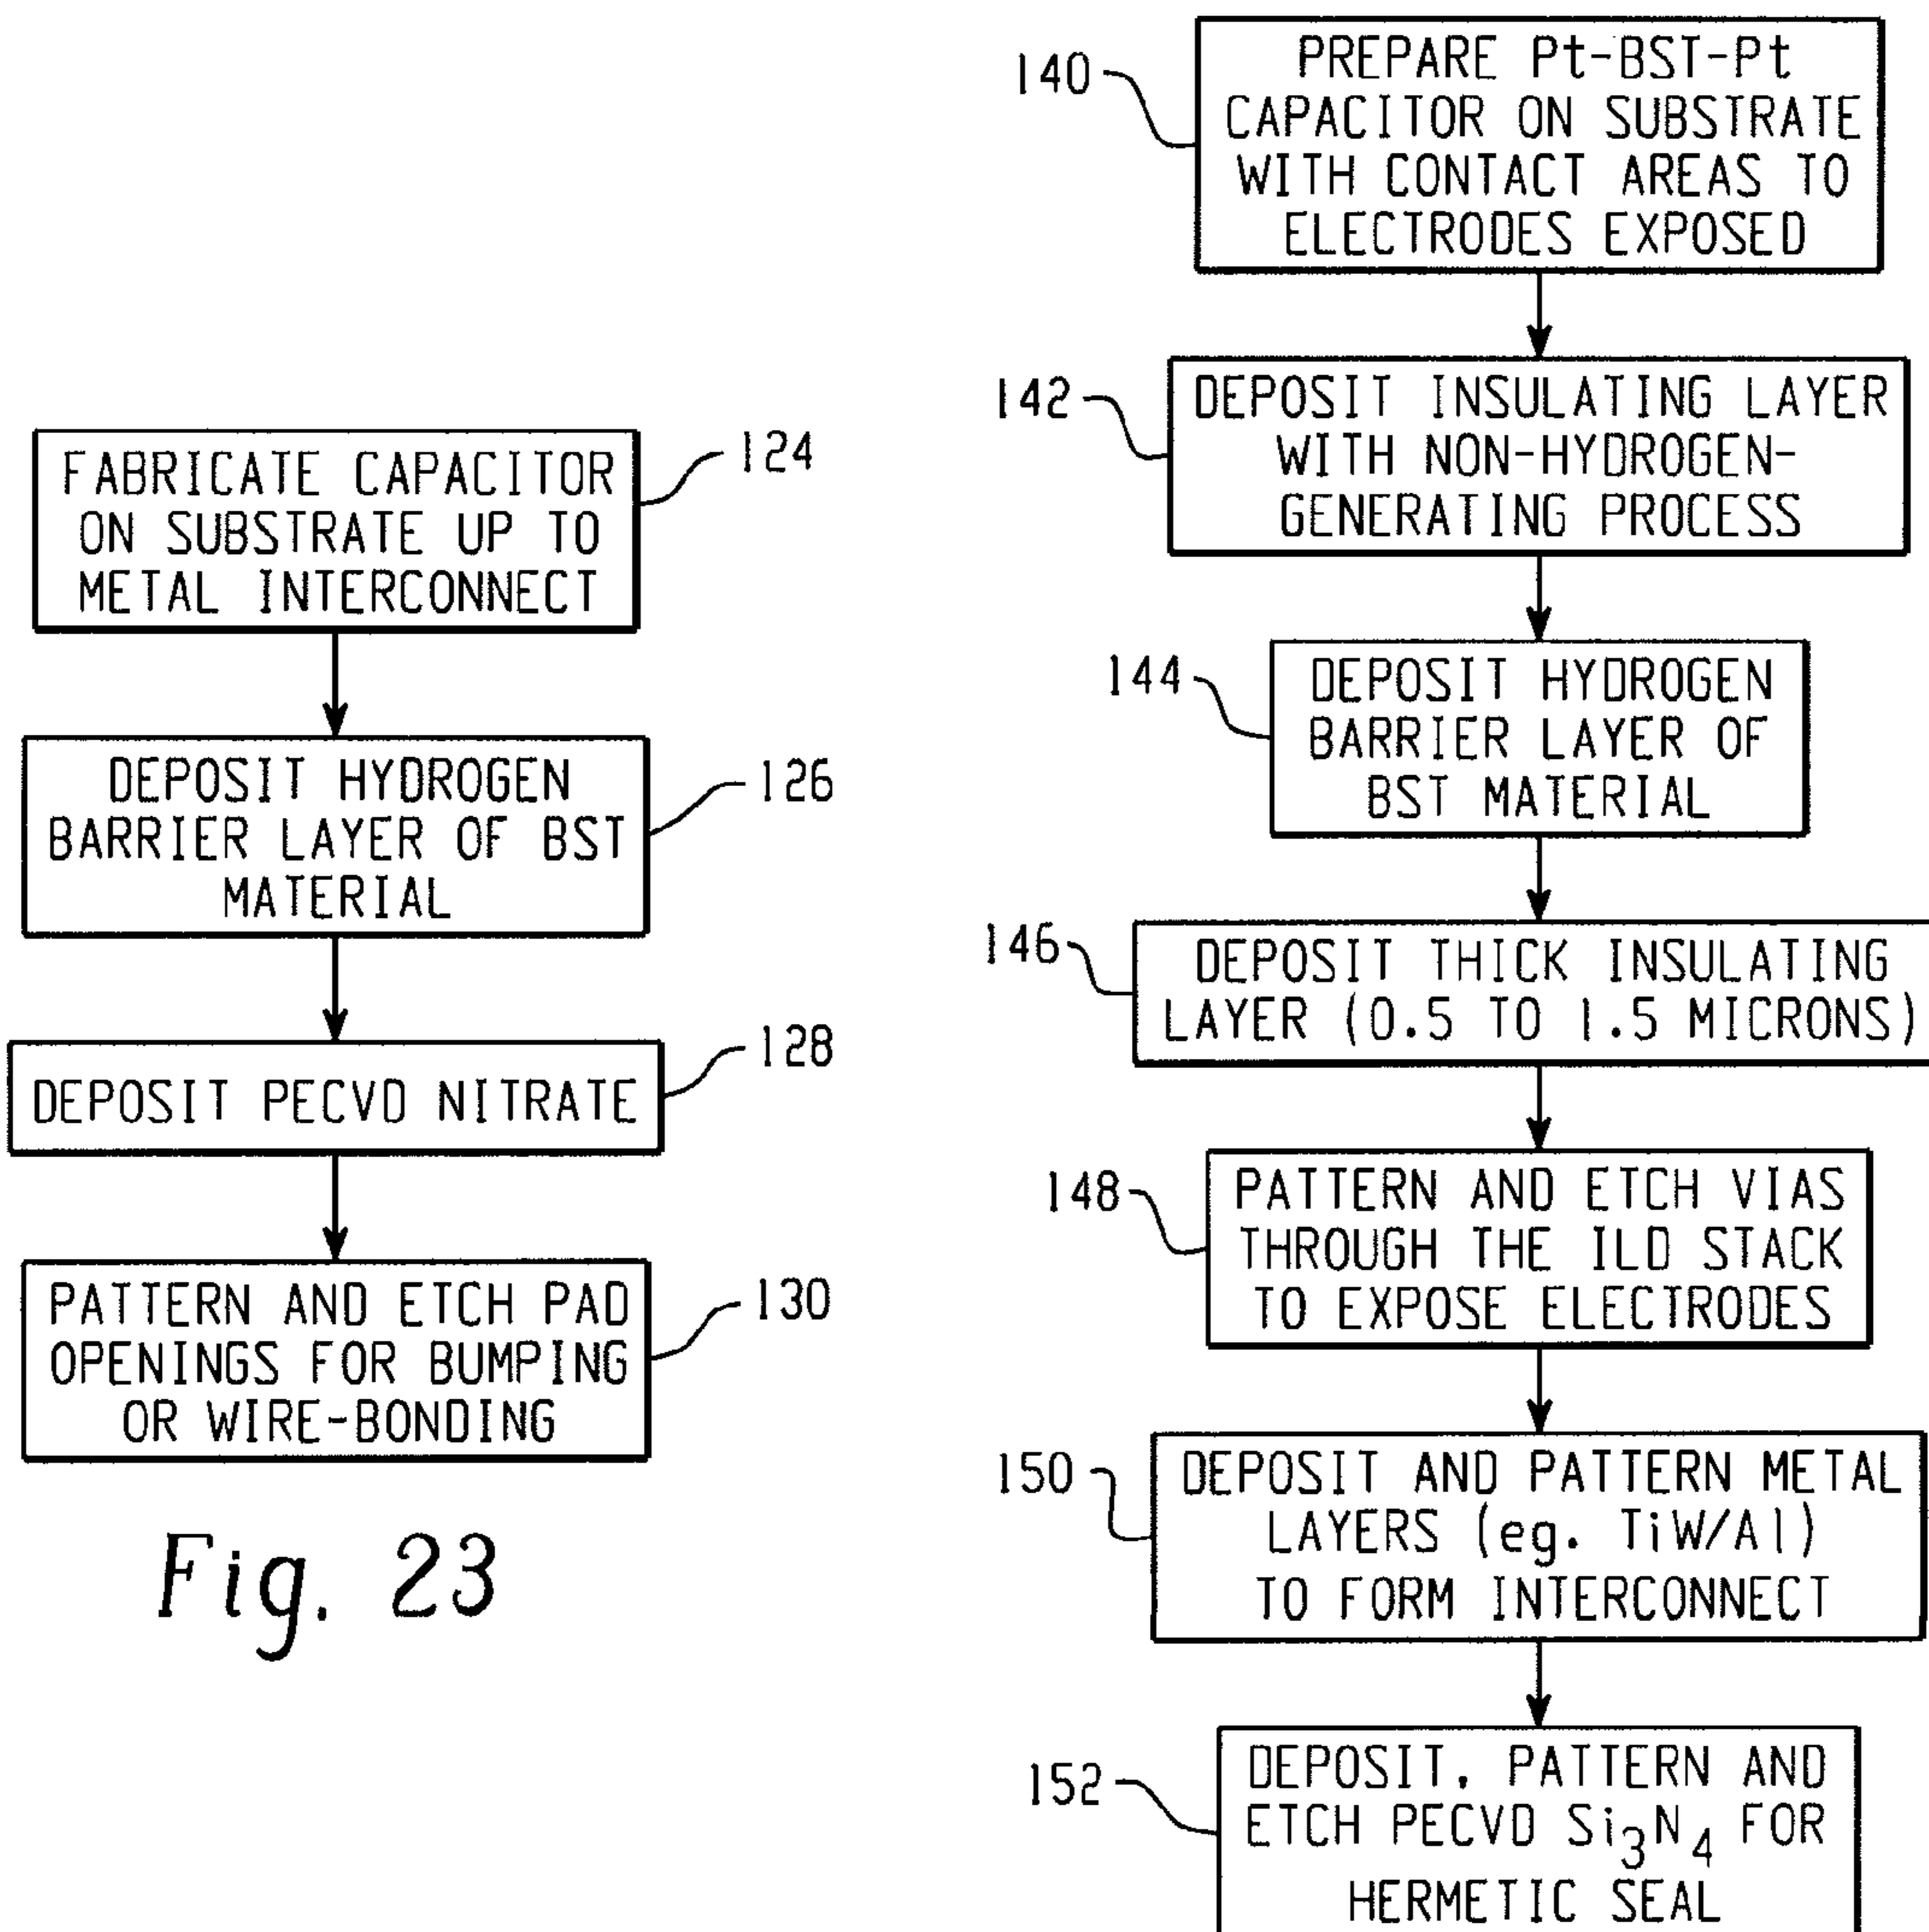 FABRICATE CAPACITOR
ON SUBSTRATE UP TO
METAL INTERCONNECT
124
DEPOSIT HYDROGEN
BARRIER LAYER OF BST
MATERIAL
126
DEPOSIT PECVD NITRATE
128
PATTERN AND ETCH PAD
OPENINGS FOR BUMPING
OR WIRE-BONDING
130
Fig. 23
140
PREPARE Pt-BST-Pt
CAPACITOR ON SUBSTRATE
WITH CONTACT AREAS TO
ELECTRODES EXPOSED
142
DEPOSIT INSULATING LAYER
WITH NON-HYDROGEN-
GENERATING PROCESS
144
DEPOSIT HYDROGEN
BARRIER LAYER OF
BST MATERIAL
146
DEPOSIT THICK INSULATING
LAYER (0.5 TO 1.5 MICRONS)
148
PATTERN AND ETCH VIAS
THROUGH THE ILD STACK
TO EXPOSE ELECTRODES
150
DEPOSIT AND PATTERN METAL
LAYERS (eg. TiW/Al)
TO FORM INTERCONNECT
152
DEPOSIT, PATTERN AND
ETCH PECVD Si₃N₄ FOR
HERMETIC SEAL